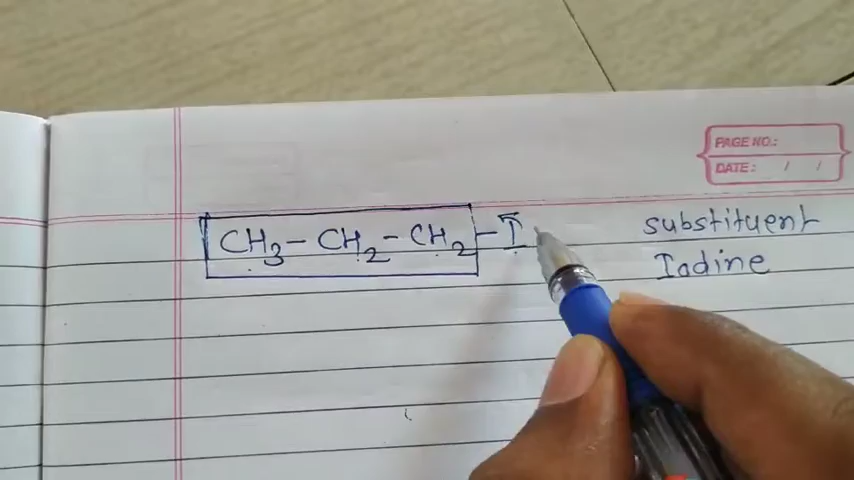 PAGE NO.:
DATE: / /
CH₃ - CH₂ - CH₂ - I
substituent
Iodine